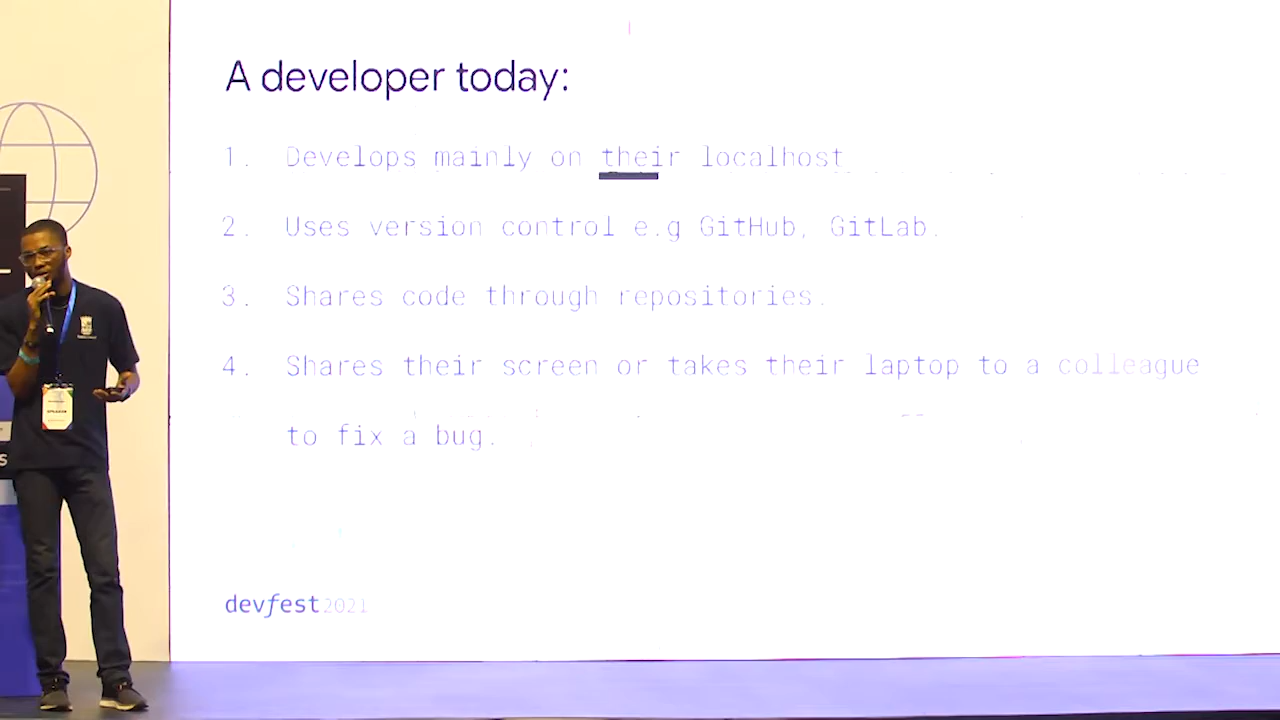 A developer today:
1. Develops mainly on their localhost
2. Uses version control e.g GitHub, GitLab.
3. Shares code through repositories.
4. Shares their screen or takes their laptop to a colleague
to fix a bug.
devfest2021
SPEAKER
S